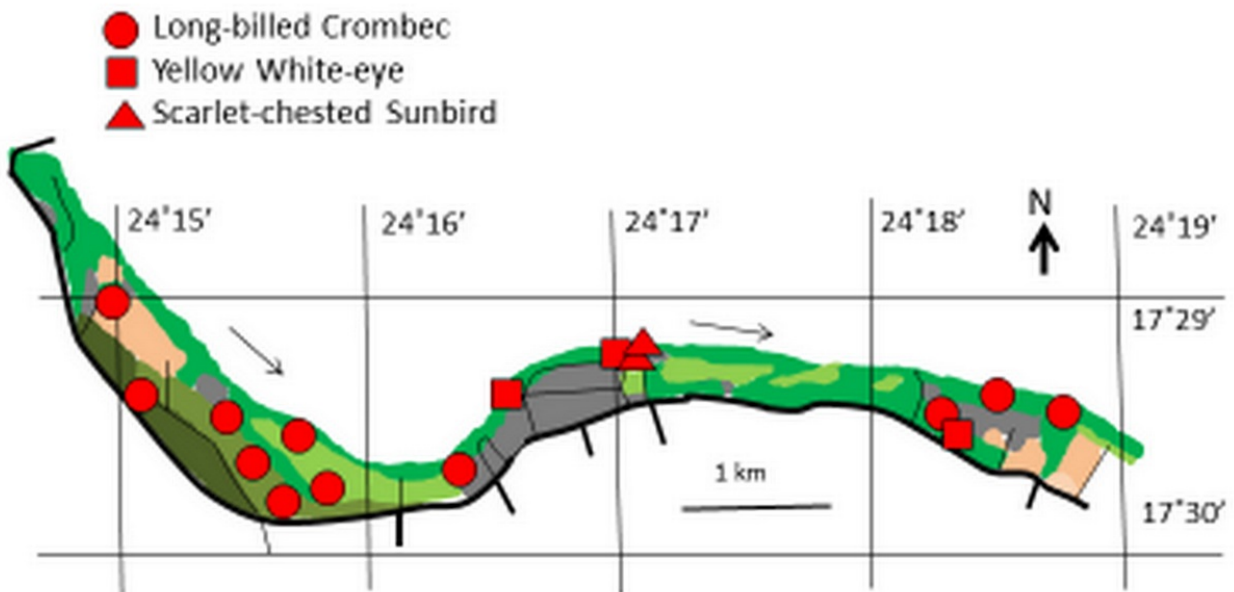 Long-billed Crombec
Yellow White-eye
Scarlet-chested Sunbird
24˚15′ 24˚16′ 24˚17′ 24˚18′ N 24˚19′
17˚29′
1 km
17˚30′